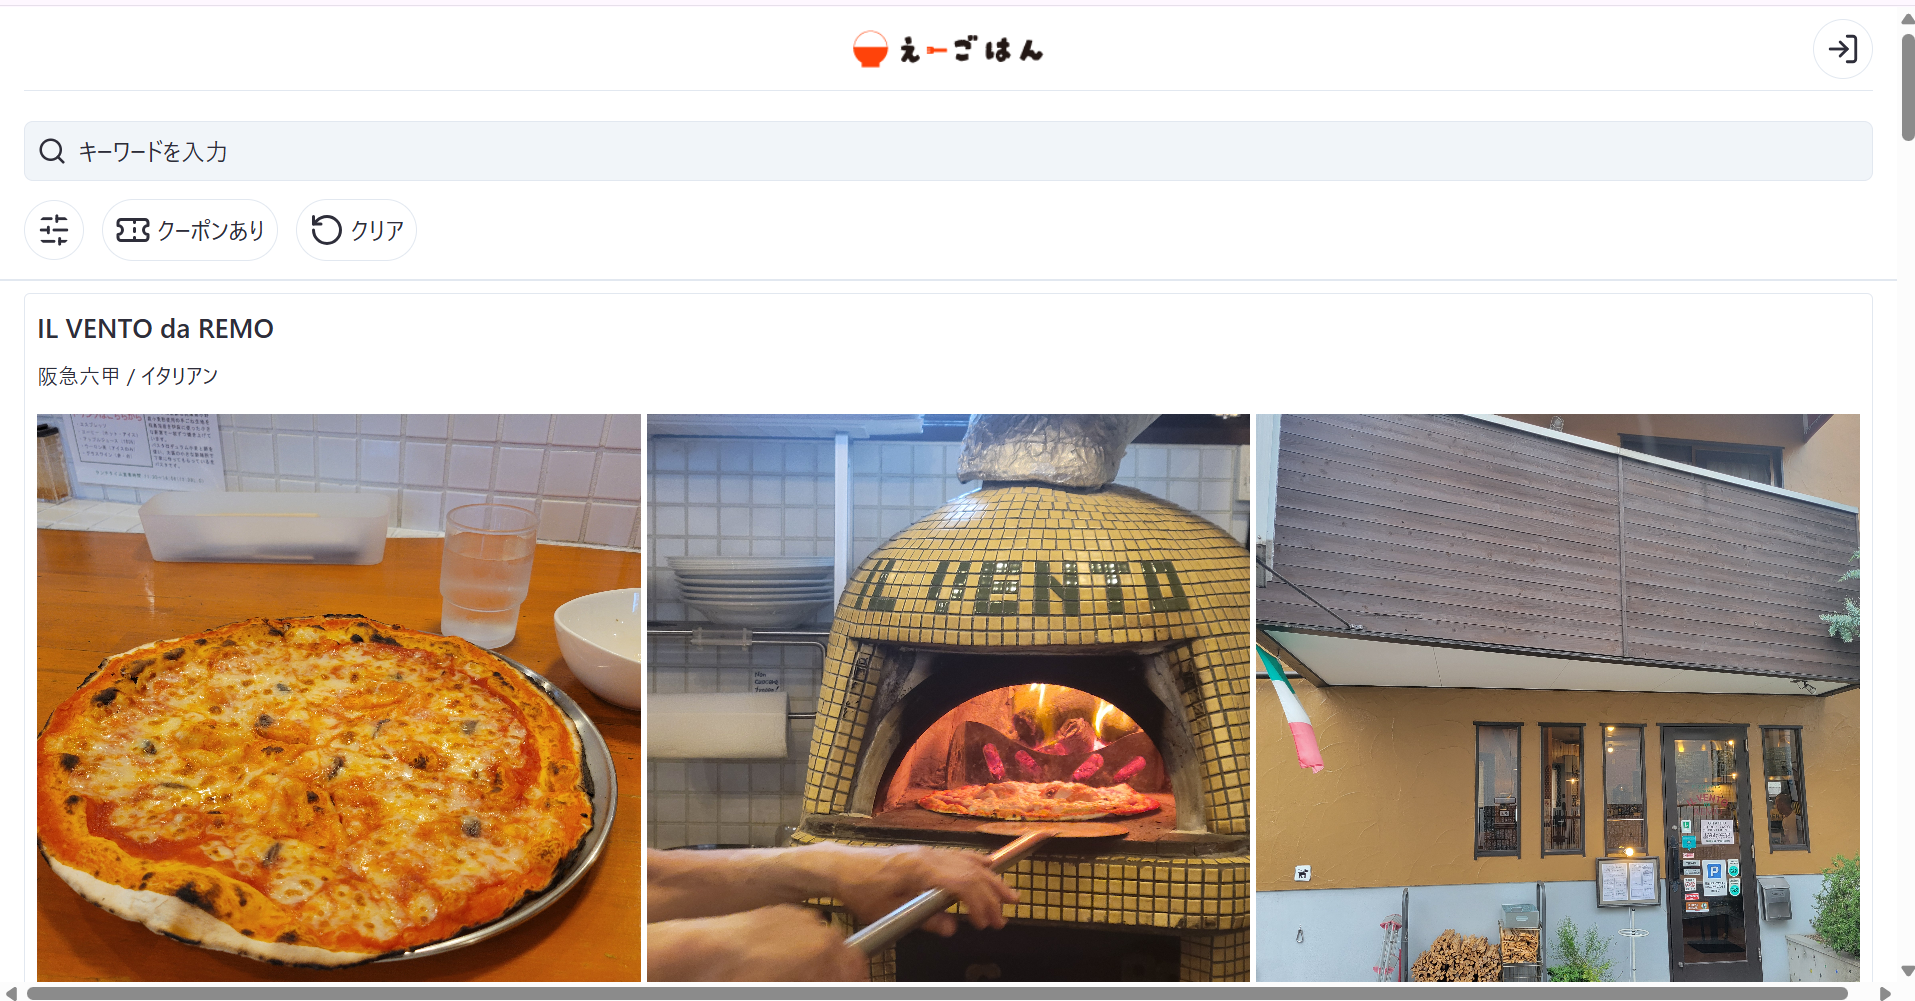 えーごはん
キーワードを入力
クーポンあり
クリア
IL VENTO da REMO
阪急六甲 / イタリアン
IL VENTO
P